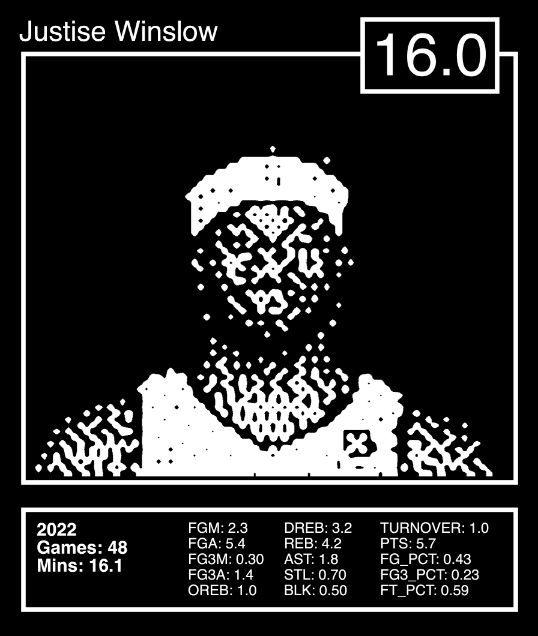 Justise Winslow
16.0
2022
Games: 48
Mins: 16.1
FGM: 2.3
FGA: 5.4
FG3M: 0.30
FG3A: 1.4
OREB: 1.0
DREB: 3.2
REB: 4.2
AST: 1.8
STL: 0.70
BLK: 0.50
TURNOVER: 1.0
PTS: 5.7
FG_PCT: 0.43
FG3_PCT: 0.23
FT_PCT: 0.59